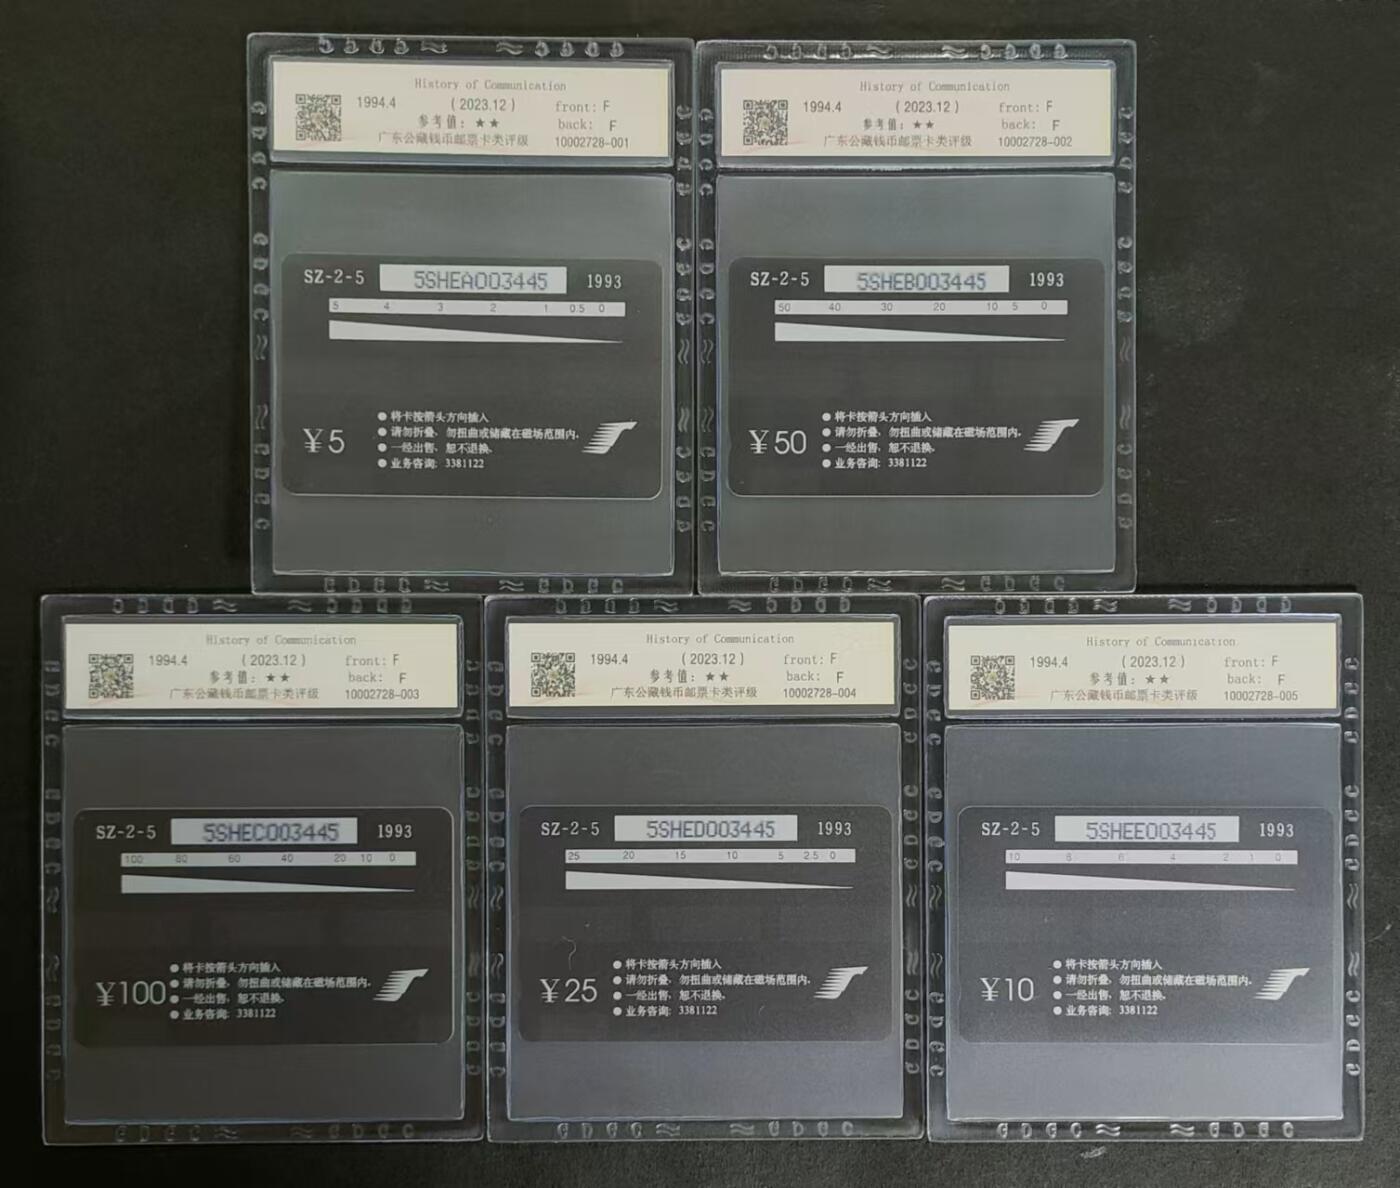 History of Communication
1994.4 (2023.12) front: F
参考值: ★★ back: F
广东公藏钱币邮票卡类评级 10002728-001
SZ-2-5 5SHEA003445 1993
5 4 3 2 1 0.5 0
¥5
● 将卡按箭头方向插入
● 请勿折叠, 勿扭曲或储藏在磁场范围内.
● 一经出售, 恕不退换.
● 业务咨询: 3381122
History of Communication
1994.4 (2023.12) front: F
参考值: ★★ back: F
广东公藏钱币邮票卡类评级 10002728-002
SZ-2-5 5SHEB003445 1993
50 40 30 20 10 5 0
¥50
● 将卡按箭头方向插入
● 请勿折叠, 勿扭曲或储藏在磁场范围内.
● 一经出售, 恕不退换.
● 业务咨询: 3381122
History of Communication
1994.4 (2023.12) front: F
参考值: ★★ back: F
广东公藏钱币邮票卡类评级 10002728-003
SZ-2-5 5SHEC003445 1993
100 80 60 40 20 10 0
¥100
● 将卡按箭头方向插入
● 请勿折叠, 勿扭曲或储藏在磁场范围内.
● 一经出售, 恕不退换.
● 业务咨询: 3381122
History of Communication
1994.4 (2023.12) front: F
参考值: ★★ back: F
广东公藏钱币邮票卡类评级 10002728-004
SZ-2-5 5SHED003445 1993
25 20 15 10 5 2.5 0
¥25
● 将卡按箭头方向插入
● 请勿折叠, 勿扭曲或储藏在磁场范围内.
● 一经出售, 恕不退换.
● 业务咨询: 3381122
History of Communication
1994.4 (2023.12) front: F
参考值: ★★ back: F
广东公藏钱币邮票卡类评级 10002728-005
SZ-2-5 5SHEE003445 1993
10 8 6 4 2 1 0
¥10
● 将卡按箭头方向插入
● 请勿折叠, 勿扭曲或储藏在磁场范围内.
● 一经出售, 恕不退换.
● 业务咨询: 3381122